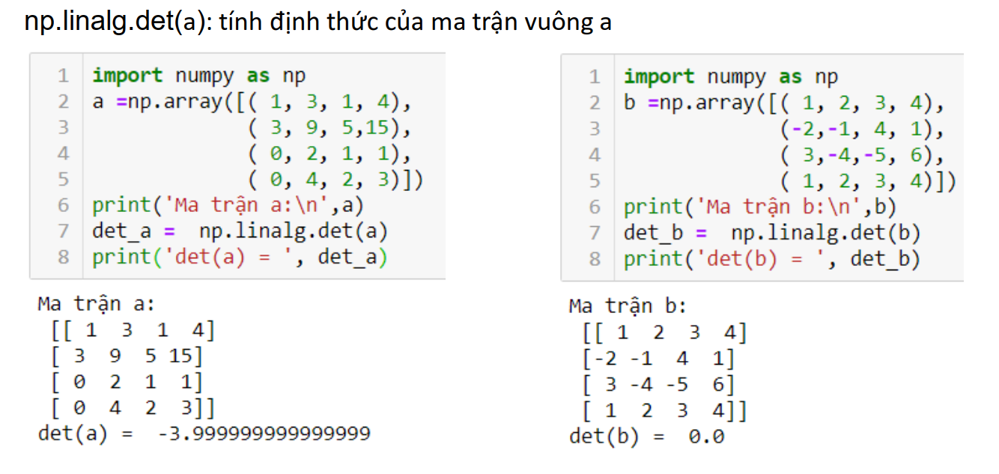 np.linalg.det(a): tính định thức của ma trận vuông a
1 import numpy as np
2 a =np.array([( 1, 3, 1, 4),
3              ( 3, 9, 5,15),
4              ( 0, 2, 1, 1),
5              ( 0, 4, 2, 3)])
6 print('Ma trận a:\n',a)
7 det_a =  np.linalg.det(a)
8 print('det(a) = ', det_a)
Ma trận a:
 [[ 1  3  1  4]
 [ 3  9  5 15]
 [ 0  2  1  1]
 [ 0  4  2  3]]
det(a) =  -3.999999999999999
1 import numpy as np
2 b =np.array([( 1, 2, 3, 4),
3              (-2,-1, 4, 1),
4              ( 3,-4,-5, 6),
5              ( 1, 2, 3, 4)])
6 print('Ma trận b:\n',b)
7 det_b =  np.linalg.det(b)
8 print('det(b) = ', det_b)
Ma trận b:
 [[ 1  2  3  4]
 [-2 -1  4  1]
 [ 3 -4 -5  6]
 [ 1  2  3  4]]
det(b) =  0.0